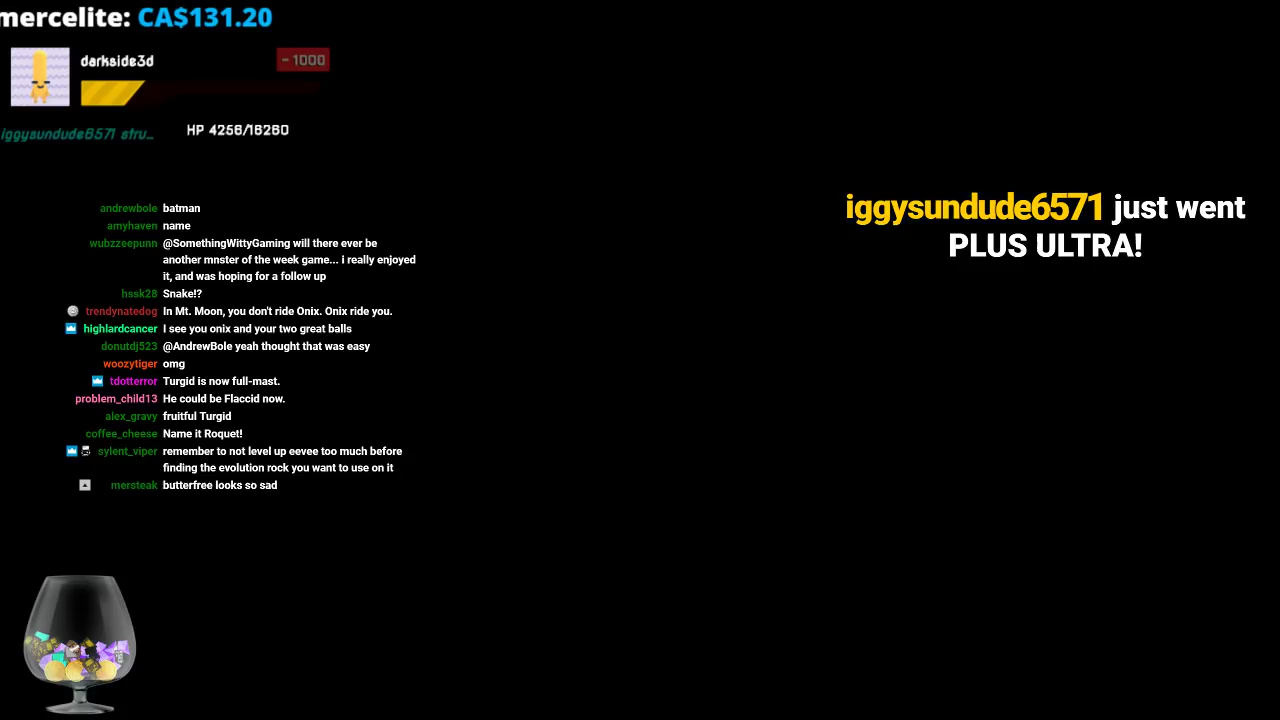 mercelite: CA$131.20
darkside3d
- 1000
iggysundude6571 stru...
HP 4256/16260
iggysundude6571 just went
PLUS ULTRA!
andrewbole batman
amyhaven name
wubzzeepunn @SomethingWittyGaming will there ever be
another mnster of the week game... i really enjoyed
it, and was hoping for a follow up
hssk28 Snake!?
trendynatedog In Mt. Moon, you don't ride Onix. Onix ride you.
highlardcancer I see you onix and your two great balls
donutdj523 @AndrewBole yeah thought that was easy
woozytiger omg
tdotterror Turgid is now full-mast.
problem_child13 He could be Flaccid now.
alex_gravy fruitful Turgid
coffee_cheese Name it Roquet!
sylent_viper remember to not level up eevee too much before
finding the evolution rock you want to use on it
mersteak butterfree looks so sad